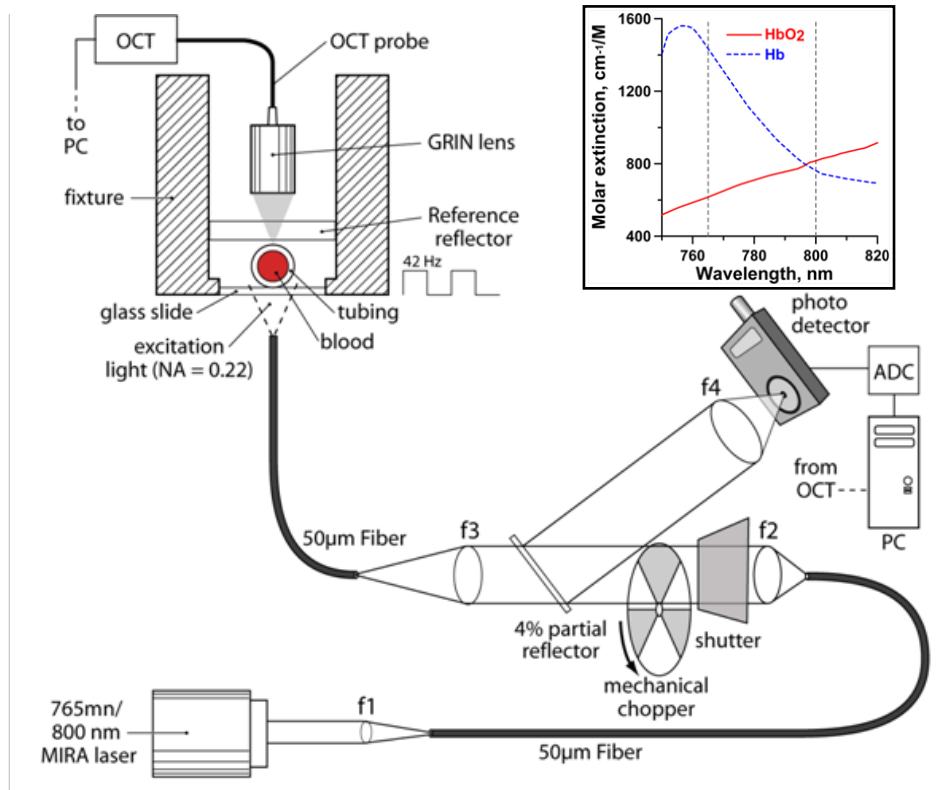 OCT
OCT probe
to
PC
GRIN lens
fixture
Reference
reflector
42 Hz
glass slide
tubing
blood
excitation
light (NA = 0.22)
1600
1200
800
400
Molar extinction, cm-¹/M
HbO2
Hb
760
780
800
820
Wavelength, nm
photo
detector
f4
ADC
from
OCT
PC
50µm Fiber
f3
f2
4% partial
reflector
shutter
mechanical
chopper
765mn/
800 nm
MIRA laser
f1
50µm Fiber